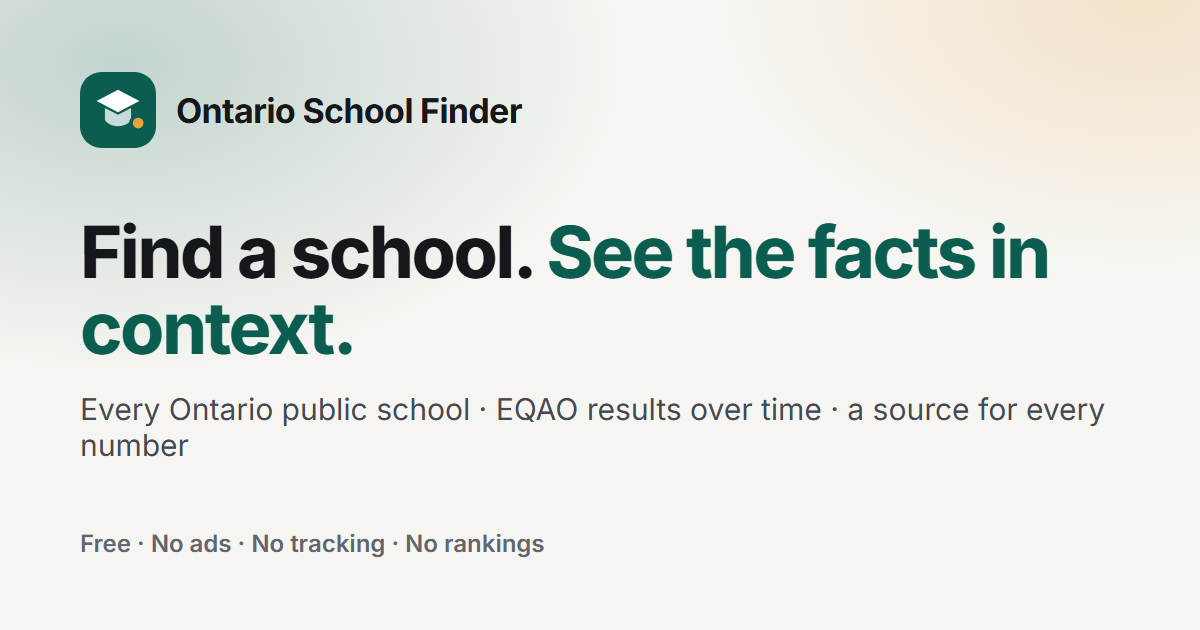 Ontario School Finder
Find a school. See the facts in
context.
Every Ontario public school · EQAO results over time · a source for every
number
Free · No ads · No tracking · No rankings